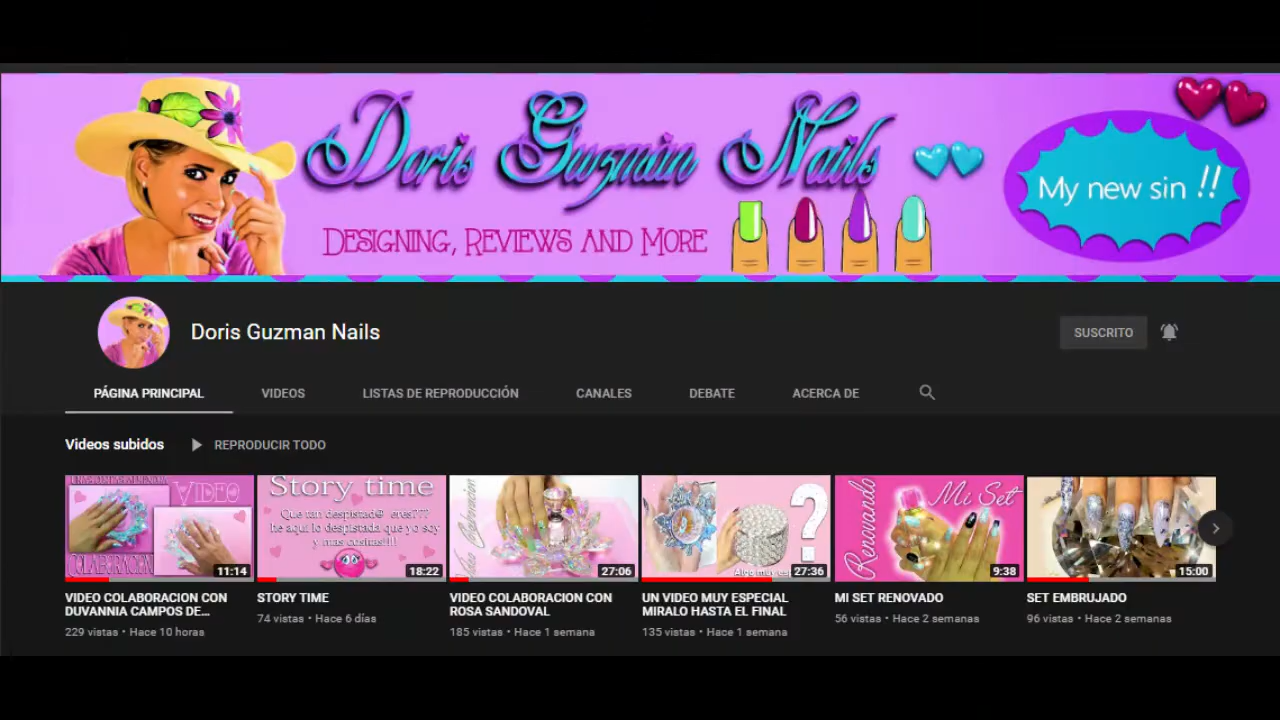 Doris Guzman Nails
My new sin !!
DESIGNING, REVIEWS AND MORE
Doris Guzman Nails
SUSCRITO
PÁGINA PRINCIPAL
VIDEOS
LISTAS DE REPRODUCCIÓN
CANALES
DEBATE
ACERCA DE
Videos subidos
REPRODUCIR TODO
VIDEO
COLABORACION
11:14
Story time
Que tan despistad@ eres???
he aqui lo despistada que yo soy
y mas cositas!!!
18:22
27:06
?
27:36
Renovando
Mi Set
9:38
15:00
VIDEO COLABORACION CON
DUVANNIA CAMPOS DE...
229 vistas • Hace 10 horas
STORY TIME
74 vistas • Hace 6 días
VIDEO COLABORACION CON
ROSA SANDOVAL
185 vistas • Hace 1 semana
UN VIDEO MUY ESPECIAL
MIRALO HASTA EL FINAL
135 vistas • Hace 1 semana
MI SET RENOVADO
56 vistas • Hace 2 semanas
SET EMBRUJADO
96 vistas • Hace 2 semanas